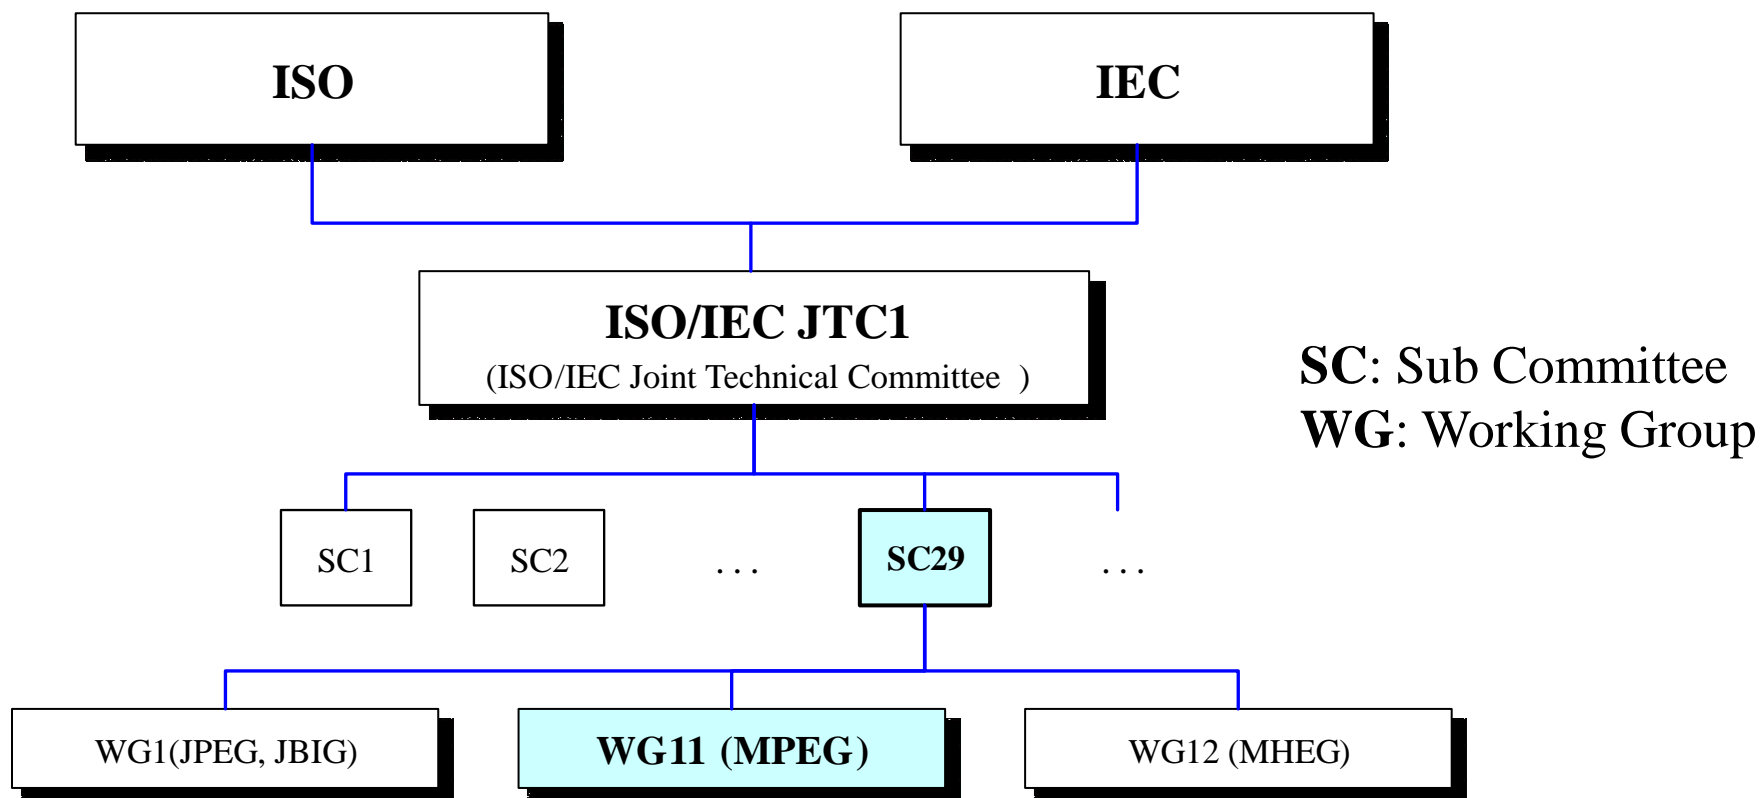 ISO
IEC
ISO/IEC JTC1
(ISO/IEC Joint Technical Committee )
SC: Sub Committee
WG: Working Group
SC1
SC2
...
SC29
...
WG1(JPEG, JBIG)
WG11 (MPEG)
WG12 (MHEG)